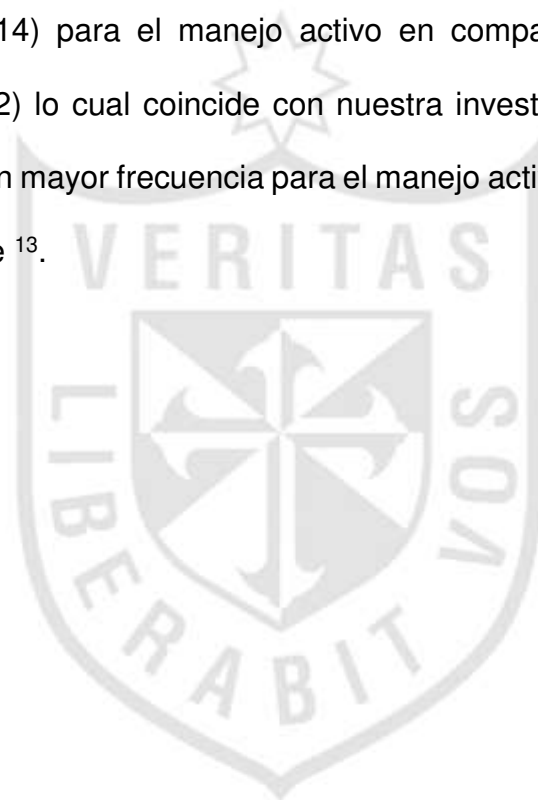 14) para el manejo activo en compa
2) lo cual coincide con nuestra invest
n mayor frecuencia para el manejo acti
e ¹³.
VERITAS
LIBERABIT
VOS